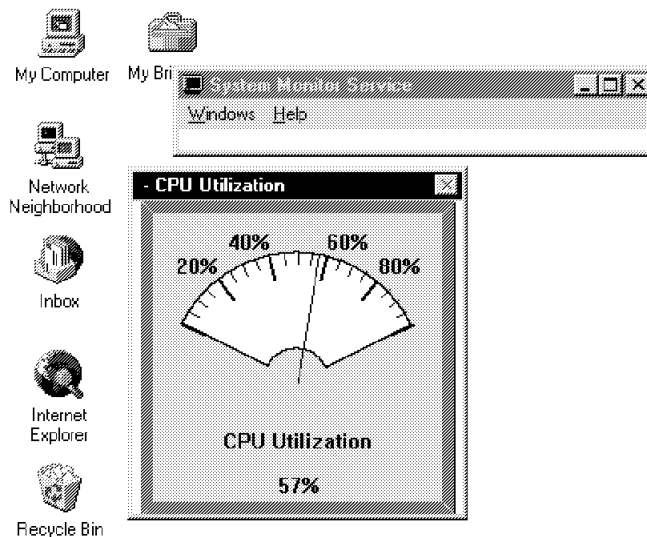 My Computer
My Bri
System Monitor Service
Windows Help
Network
Neighborhood
- CPU Utilization
20%
40%
60%
80%
Inbox
Internet
Explorer
CPU Utilization
57%
Recycle Bin